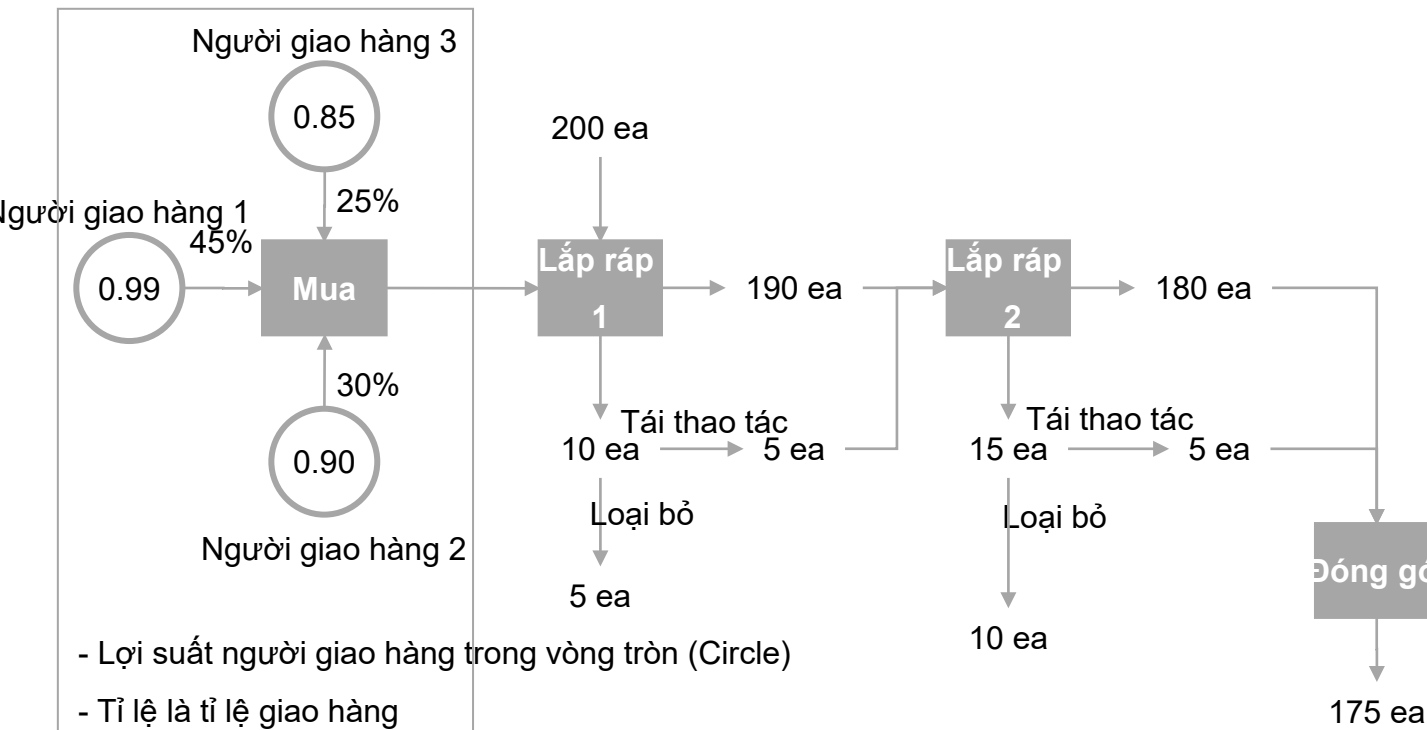 Người giao hàng 3
0.85
25%
Người giao hàng 1
45%
0.99
Mua
30%
0.90
Người giao hàng 2
200 ea
Lắp ráp
1
190 ea
Tái thao tác
10 ea
5 ea
Loại bỏ
5 ea
Lắp ráp
2
180 ea
Tái thao tác
15 ea
5 ea
Loại bỏ
10 ea
Đóng gó
175 ea
- Lợi suất người giao hàng trong vòng tròn (Circle)
- Tỉ lệ là tỉ lệ giao hàng